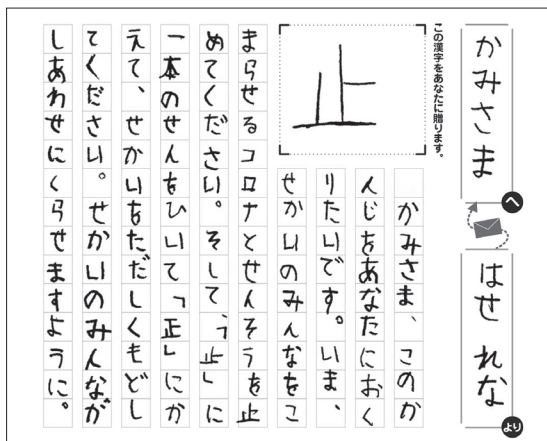 かみさま
へ
はせ れな
より
この漢字をあなたに贈ります。
止
かみさま、このか
んじをあなたにおく
りたいです。いま、
せかいのみんなをこ
まらせるコロナとせんそうを止
めてください。そして、「止」に
一本のせんをひいて「正」にか
えて、せかいをただしくもどし
てください。せかいのみんなが
しあわせにくらせますように。